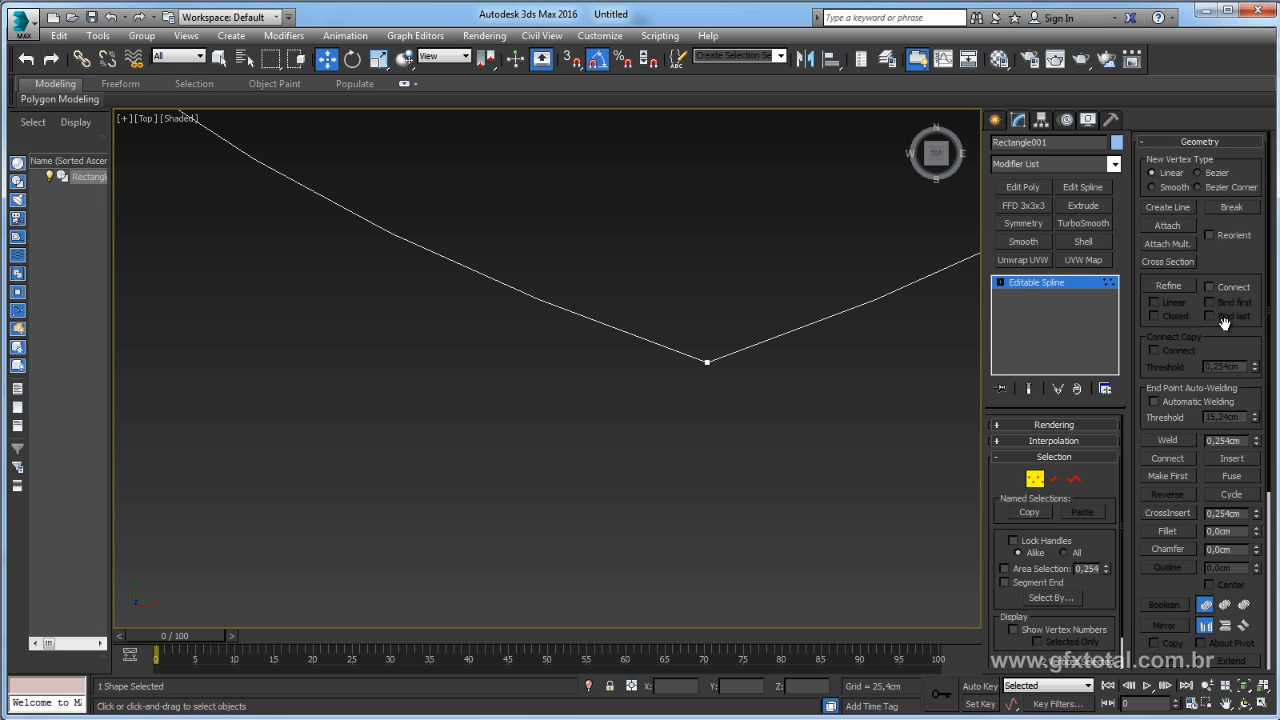 Workspace: Default
Autodesk 3ds Max 2016 Untitled
Type a keyword or phrase
Sign In
MAX
Edit Tools Group Views Create Modifiers Animation Graph Editors Rendering Civil View Customize Scripting Help
All
View
Create Selection Se
Modeling Freeform Selection Object Paint Populate
Polygon Modeling
Select Display
Name (Sorted Ascer
Rectangl
[+][Top][Shaded]
N
W TOP E
S
Rectangle001
Modifier List
Edit Poly Edit Spline
FFD 3x3x3 Extrude
Symmetry TurboSmooth
Smooth Shell
Unwrap UVW UVW Map
Editable Spline
+ Rendering
+ Interpolation
- Selection
Named Selections:
Copy Paste
Lock Handles
Alike All
Area Selection: 0,254
Segment End
Select By...
Display
Show Vertex Numbers
Selected Only
- Geometry
New Vertex Type
Linear Bezier
Smooth Bezier Corner
Create Line Break
Attach
Reorient
Attach Mult.
Cross Section
Refine Connect
Linear Bind first
Closed Bind last
Connect Copy
Connect
Threshold 0,254cm
End Point Auto-Welding
Automatic Welding
Threshold 15,24cm
Weld 0,254cm
Connect Insert
Make First Fuse
Reverse Cycle
CrossInsert 0,254cm
Fillet 0,0cm
Chamfer 0,0cm
Outline 0,0cm
Center
Boolean
Mirror
Copy About Pivot
Extend
www.gfxtotal.com.br
0 / 100
0 5 10 15 20 25 30 35 40 45 50 55 60 65 70 75 80 85 90 95 100
1 Shape Selected
X: Y: Z: Grid = 25,4cm
Auto Key Selected
Welcome to M
Click or click-and-drag to select objects
Add Time Tag
Set Key Key Filters...
0